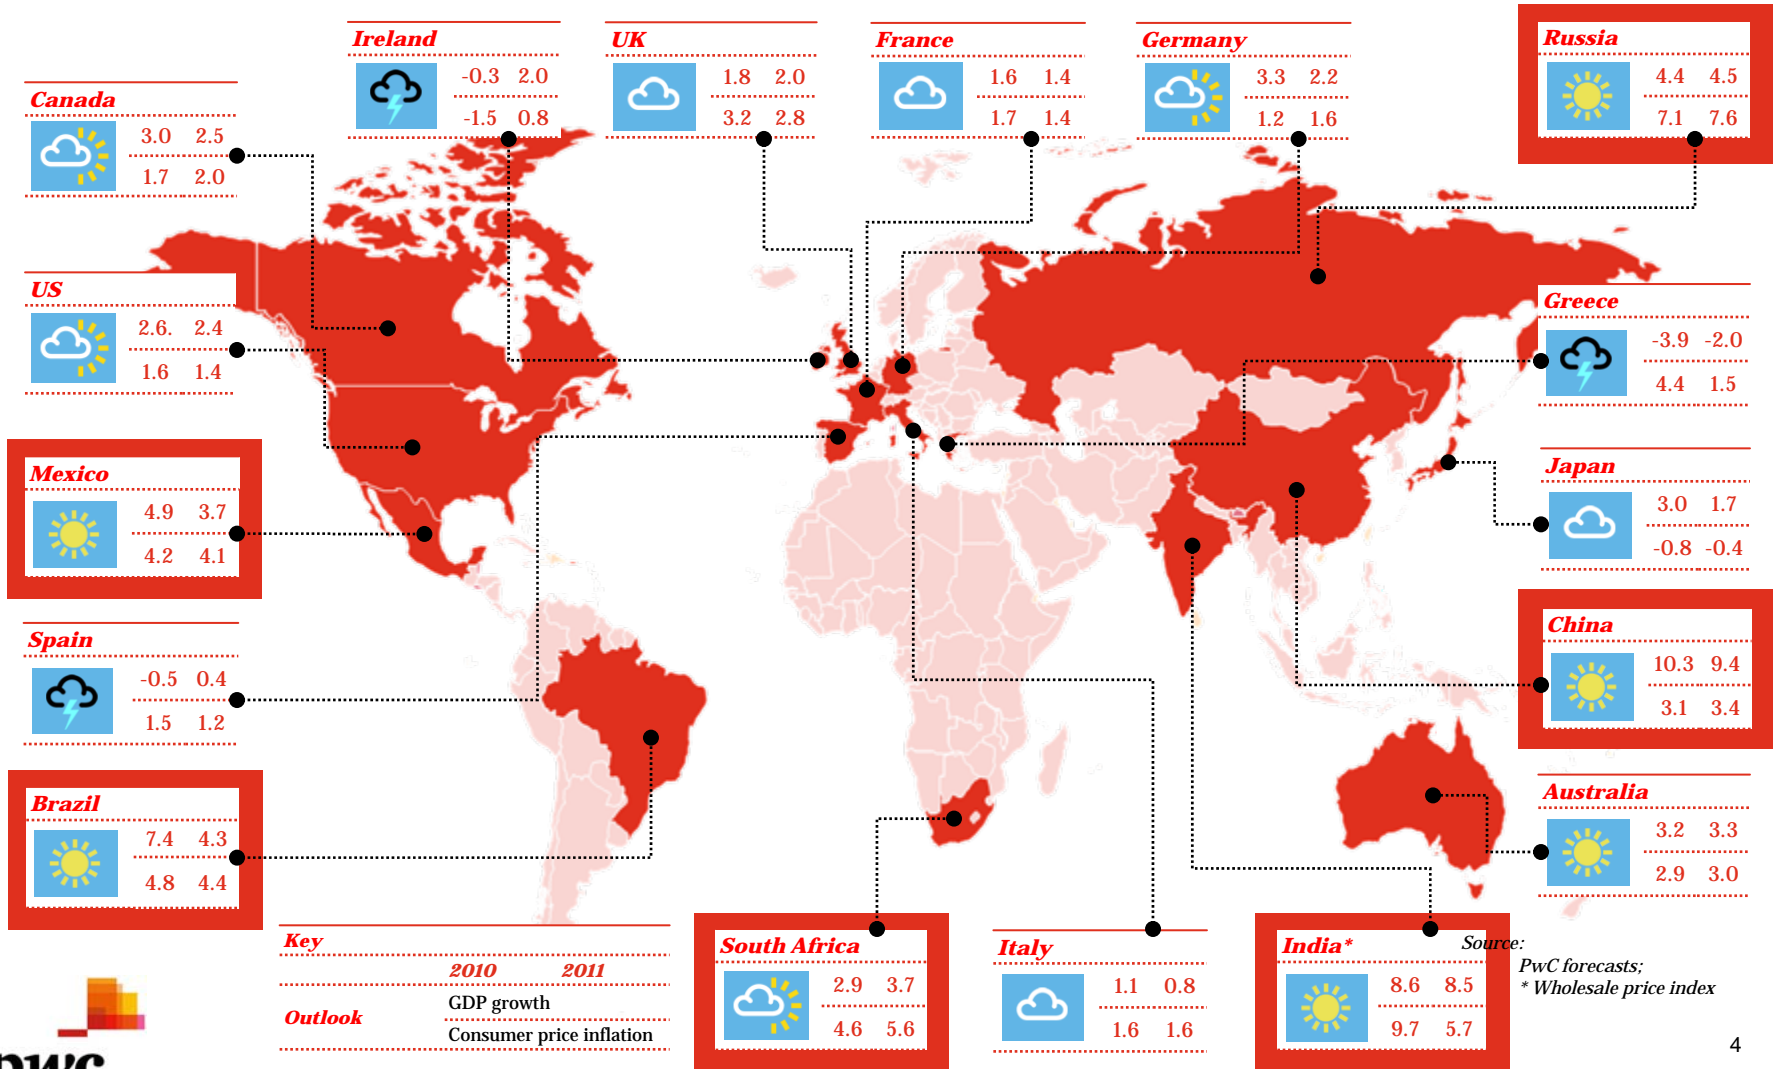 Ireland
-0.3 2.0
-1.5 0.8
UK
1.8 2.0
3.2 2.8
France
1.6 1.4
1.7 1.4
Germany
3.3 2.2
1.2 1.6
Russia
4.4 4.5
7.1 7.6
Canada
3.0 2.5
1.7 2.0
US
2.6. 2.4
1.6 1.4
Greece
-3.9 -2.0
4.4 1.5
Mexico
4.9 3.7
4.2 4.1
Japan
3.0 1.7
-0.8 -0.4
Spain
-0.5 0.4
1.5 1.2
China
10.3 9.4
3.1 3.4
Brazil
7.4 4.3
4.8 4.4
Australia
3.2 3.3
2.9 3.0
Key
2010 2011
Outlook
GDP growth
Consumer price inflation
South Africa
2.9 3.7
4.6 5.6
Italy
1.1 0.8
1.6 1.6
India*
8.6 8.5
9.7 5.7
Source:
PwC forecasts;
* Wholesale price index
pwc
4